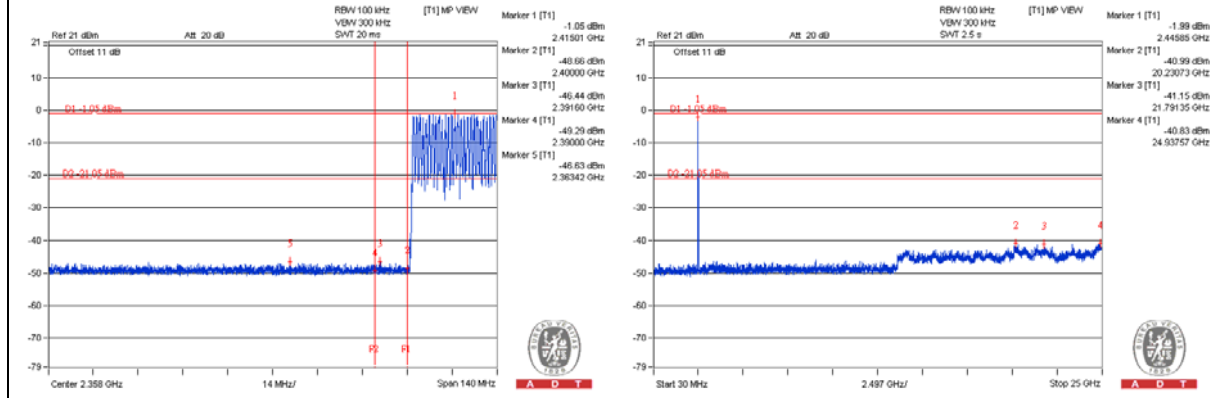 RBW 100 kHz
VBW 300 kHz
SWT 20 ms
[T1] MP VIEW
Ref 21 dBm
Att 20 dB
Offset 11 dB
21
10
0
-10
-20
-30
-40
-50
-60
-70
-79
D1 -1.05 dBm
D2 -21.05 dBm
1
5
3
4
2
F2
F1
Center 2.358 GHz
14 MHz/
Span 140 MHz
Marker 1 [T1]
-1.05 dBm
2.41501 GHz
Marker 2 [T1]
-48.66 dBm
2.40000 GHz
Marker 3 [T1]
-46.44 dBm
2.39160 GHz
Marker 4 [T1]
-49.29 dBm
2.39000 GHz
Marker 5 [T1]
-46.63 dBm
2.36342 GHz
BUREAU VERITAS
1828
A D T
RBW 100 kHz
VBW 300 kHz
SWT 2.5 s
[T1] MP VIEW
Ref 21 dBm
Att 20 dB
Offset 11 dB
21
10
0
-10
-20
-30
-40
-50
-60
-70
-79
D1 -1.05 dBm
D2 -21.05 dBm
1
2
3
4
Start 30 MHz
2.497 GHz/
Stop 25 GHz
Marker 1 [T1]
-1.99 dBm
2.44585 GHz
Marker 2 [T1]
-40.99 dBm
20.23073 GHz
Marker 3 [T1]
-41.15 dBm
21.79135 GHz
Marker 4 [T1]
-40.83 dBm
24.93757 GHz
BUREAU VERITAS
1828
A D T